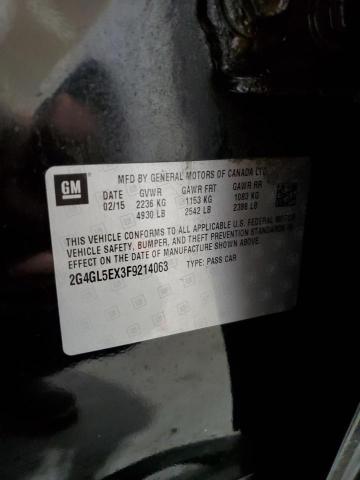 GM
MFD BY GENERAL MOTORS OF CANADA LTD
DATE GVWR GAWR FRT GAWR RR
02/15 2236 KG 1153 KG 1083 KG
4930 LB 2542 LB 2388 LB
THIS VEHICLE CONFORMS TO ALL APPLICABLE U.S. FEDERAL MOTOR
VEHICLE SAFETY, BUMPER, AND THEFT PREVENTION STANDARDS IN
EFFECT ON THE DATE OF MANUFACTURE SHOWN ABOVE.
2G4GL5EX3F9214063 TYPE: PASS CAR